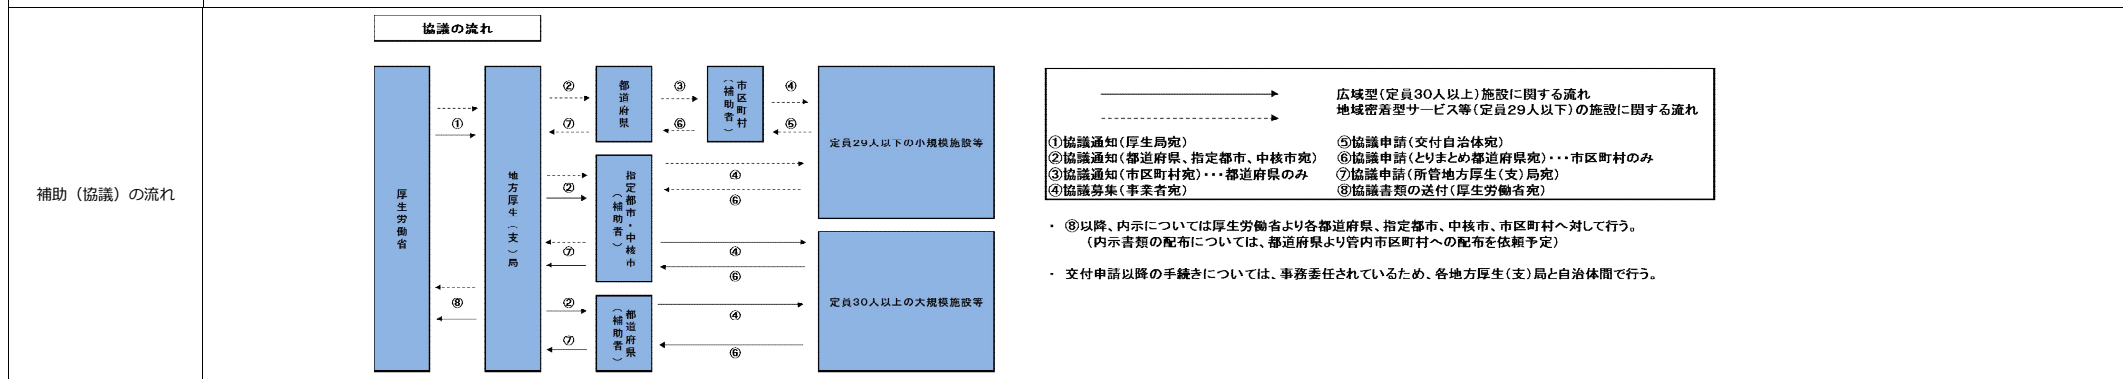 補助（協議）の流れ
協議の流れ
厚生労働省
①
⑧
地方厚生（支）局
②
⑦
②
⑦
②
⑦
都道府県
③
⑥
市区町村
（補助者）
④
⑤
指定都市・中核市
（補助者）
④
⑥
④
⑥
都道府県
（補助者）
④
⑥
定員29人以下の小規模施設等
定員30人以上の大規模施設等
広域型（定員30人以上）施設に関する流れ
地域密着型サービス等（定員29人以下）の施設に関する流れ
①協議通知（厚生局宛）
②協議通知（都道府県、指定都市、中核市宛）
③協議通知（市区町村宛）・・・都道府県のみ
④協議募集（事業者宛）
⑤協議申請（交付自治体宛）
⑥協議申請（とりまとめ都道府県宛）・・・市区町村のみ
⑦協議申請（所管地方厚生（支）局宛）
⑧協議書類の送付（厚生労働省宛）
・ ⑧以降、内示については厚生労働省より各都道府県、指定都市、中核市、市区町村へ対して行う。
（内示書類の配布については、都道府県より管内市区町村への配布を依頼予定）
・ 交付申請以降の手続きについては、事務委任されているため、各地方厚生（支）局と自治体間で行う。